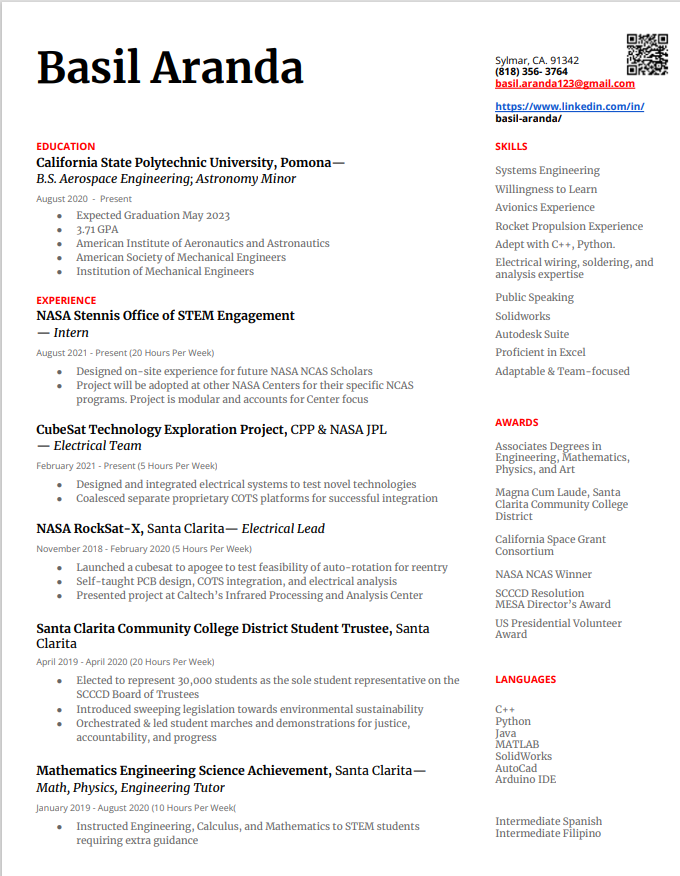 Basil Aranda
Sylmar, CA. 91342
(818) 356- 3764
basil.aranda123@gmail.com
https://www.linkedin.com/in/
basil-aranda/
EDUCATION
California State Polytechnic University, Pomona—
B.S. Aerospace Engineering; Astronomy Minor
August 2020 - Present
● Expected Graduation May 2023
● 3.71 GPA
● American Institute of Aeronautics and Astronautics
● American Society of Mechanical Engineers
● Institution of Mechanical Engineers
EXPERIENCE
NASA Stennis Office of STEM Engagement
— Intern
August 2021 - Present (20 Hours Per Week)
● Designed on-site experience for future NASA NCAS Scholars
● Project will be adopted at other NASA Centers for their specific NCAS
programs. Project is modular and accounts for Center focus
CubeSat Technology Exploration Project, CPP & NASA JPL
— Electrical Team
February 2021 - Present (5 Hours Per Week)
● Designed and integrated electrical systems to test novel technologies
● Coalesced separate proprietary COTS platforms for successful integration
NASA RockSat-X, Santa Clarita— Electrical Lead
November 2018 - February 2020 (5 Hours Per Week)
● Launched a cubesat to apogee to test feasibility of auto-rotation for reentry
● Self-taught PCB design, COTS integration, and electrical analysis
● Presented project at Caltech's Infrared Processing and Analysis Center
Santa Clarita Community College District Student Trustee, Santa
Clarita
April 2019 - April 2020 (20 Hours Per Week)
● Elected to represent 30,000 students as the sole student representative on the
SCCCD Board of Trustees
● Introduced sweeping legislation towards environmental sustainability
● Orchestrated & led student marches and demonstrations for justice,
accountability, and progress
Mathematics Engineering Science Achievement, Santa Clarita—
Math, Physics, Engineering Tutor
January 2019 - August 2020 (10 Hours Per Week(
● Instructed Engineering, Calculus, and Mathematics to STEM students
requiring extra guidance
SKILLS
Systems Engineering
Willingness to Learn
Avionics Experience
Rocket Propulsion Experience
Adept with C++, Python.
Electrical wiring, soldering, and
analysis expertise
Public Speaking
Solidworks
Autodesk Suite
Proficient in Excel
Adaptable & Team-focused
AWARDS
Associates Degrees in
Engineering, Mathematics,
Physics, and Art
Magna Cum Laude, Santa
Clarita Community College
District
California Space Grant
Consortium
NASA NCAS Winner
SCCCD Resolution
MESA Director's Award
US Presidential Volunteer
Award
LANGUAGES
C++
Python
Java
MATLAB
SolidWorks
AutoCad
Arduino IDE
Intermediate Spanish
Intermediate Filipino